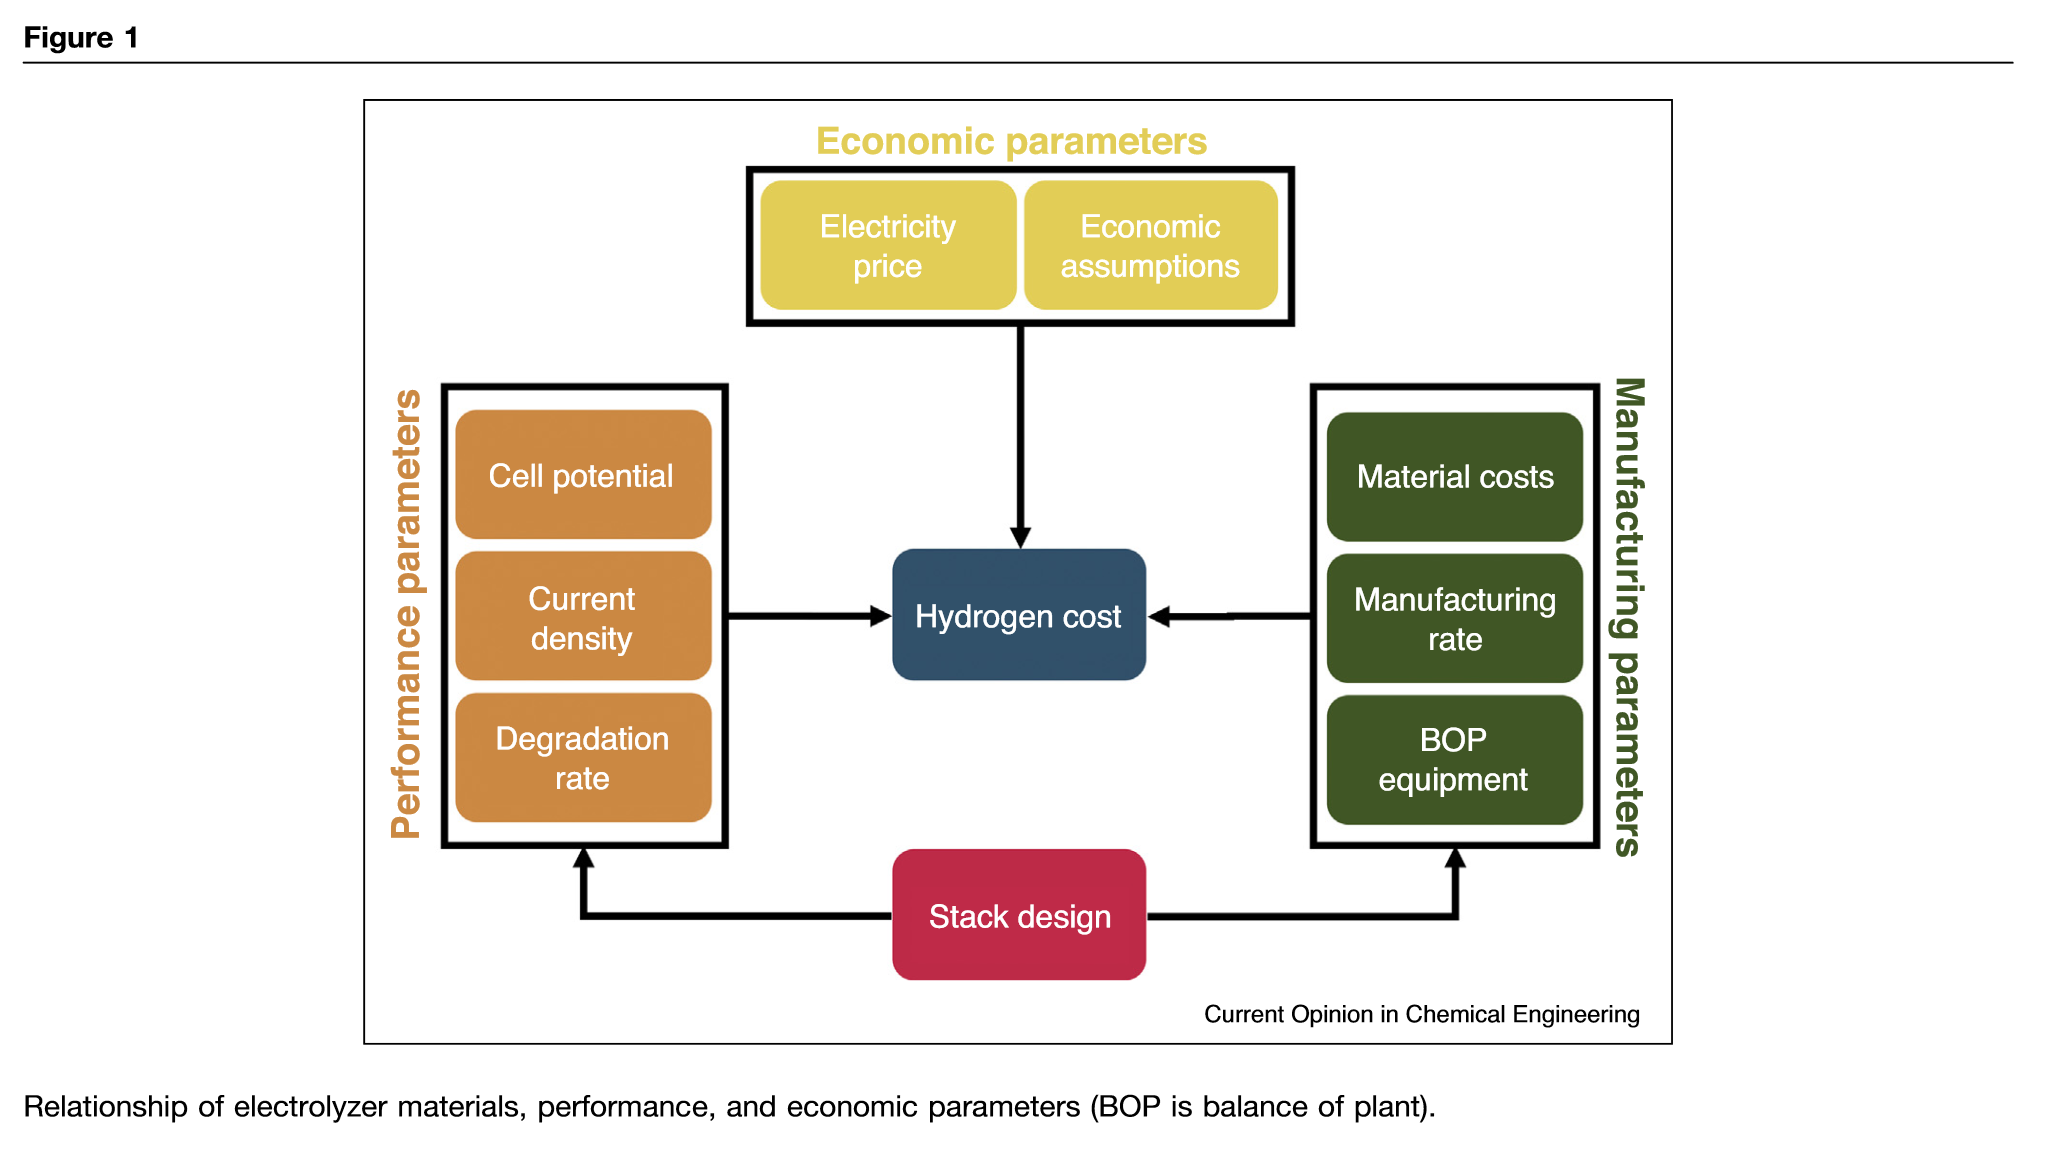 Figure 1
Economic parameters
Electricity
price
Economic
assumptions
Performance parameters
Cell potential
Current
density
Degradation
rate
Hydrogen cost
Manufacturing parameters
Material costs
Manufacturing
rate
BOP
equipment
Stack design
Current Opinion in Chemical Engineering
Relationship of electrolyzer materials, performance, and economic parameters (BOP is balance of plant).